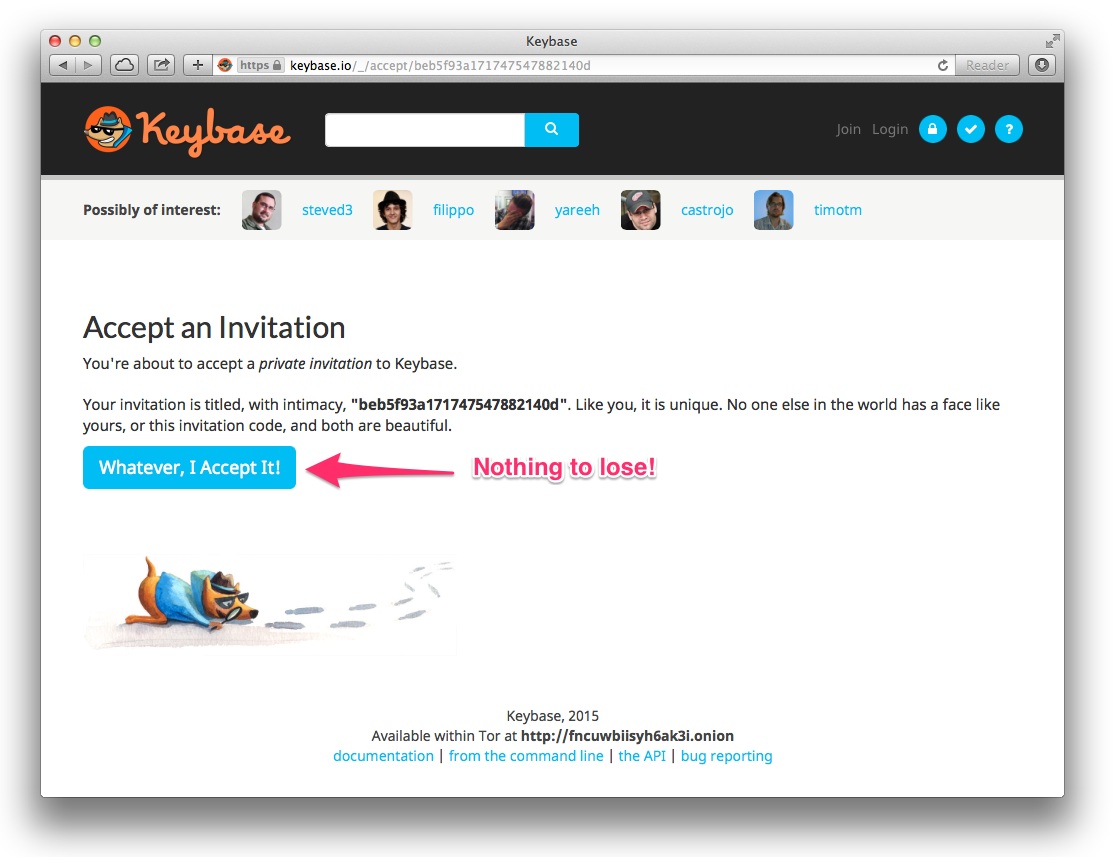 Keybase
https keybase.io/_/accept/beb5f93a171747547882140d Reader
Keybase Join Login ?
Possibly of interest: steved3 filippo yareeh castrojo timotm
Accept an Invitation
You're about to accept a private invitation to Keybase.
Your invitation is titled, with intimacy, "beb5f93a171747547882140d". Like you, it is unique. No one else in the world has a face like
yours, or this invitation code, and both are beautiful.
Whatever, I Accept It! Nothing to lose!
Keybase, 2015
Available within Tor at http://fncuwbiisyh6ak3i.onion
documentation | from the command line | the API | bug reporting